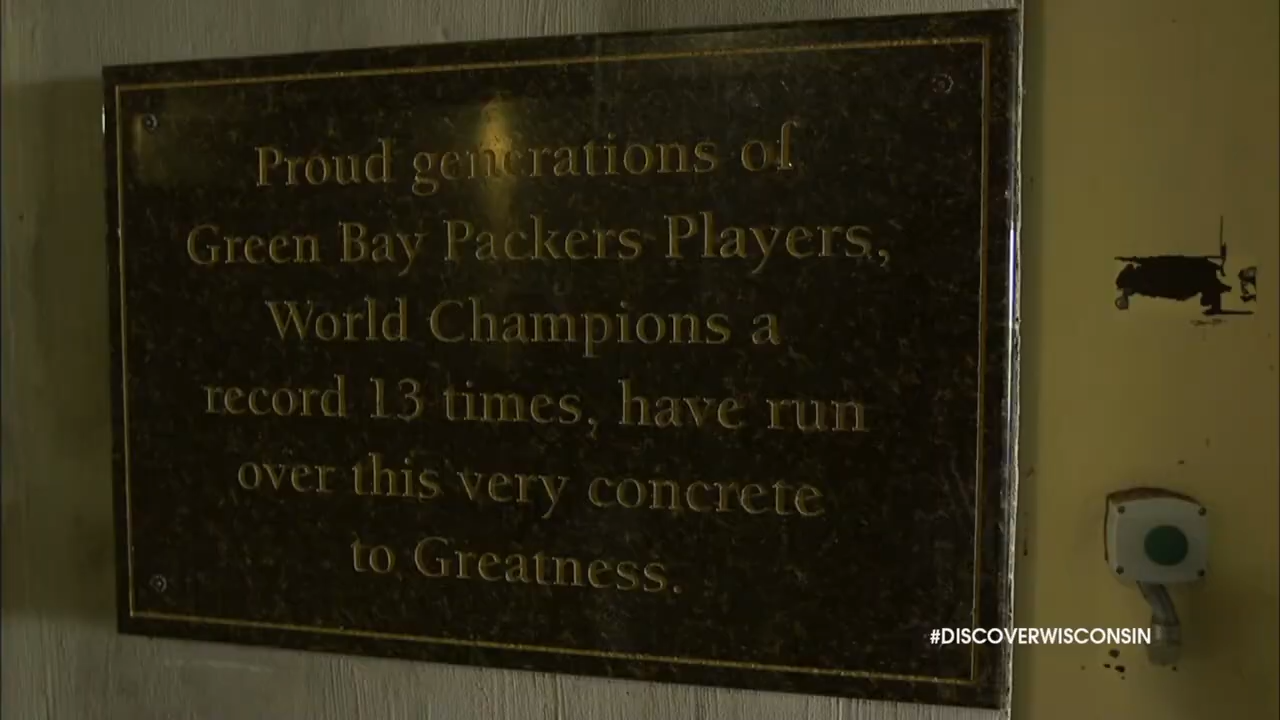 Proud generations of
Green Bay Packers Players,
World Champions a
record 13 times, have run
over this very concrete
to Greatness.
#DISCOVERWISCONSIN